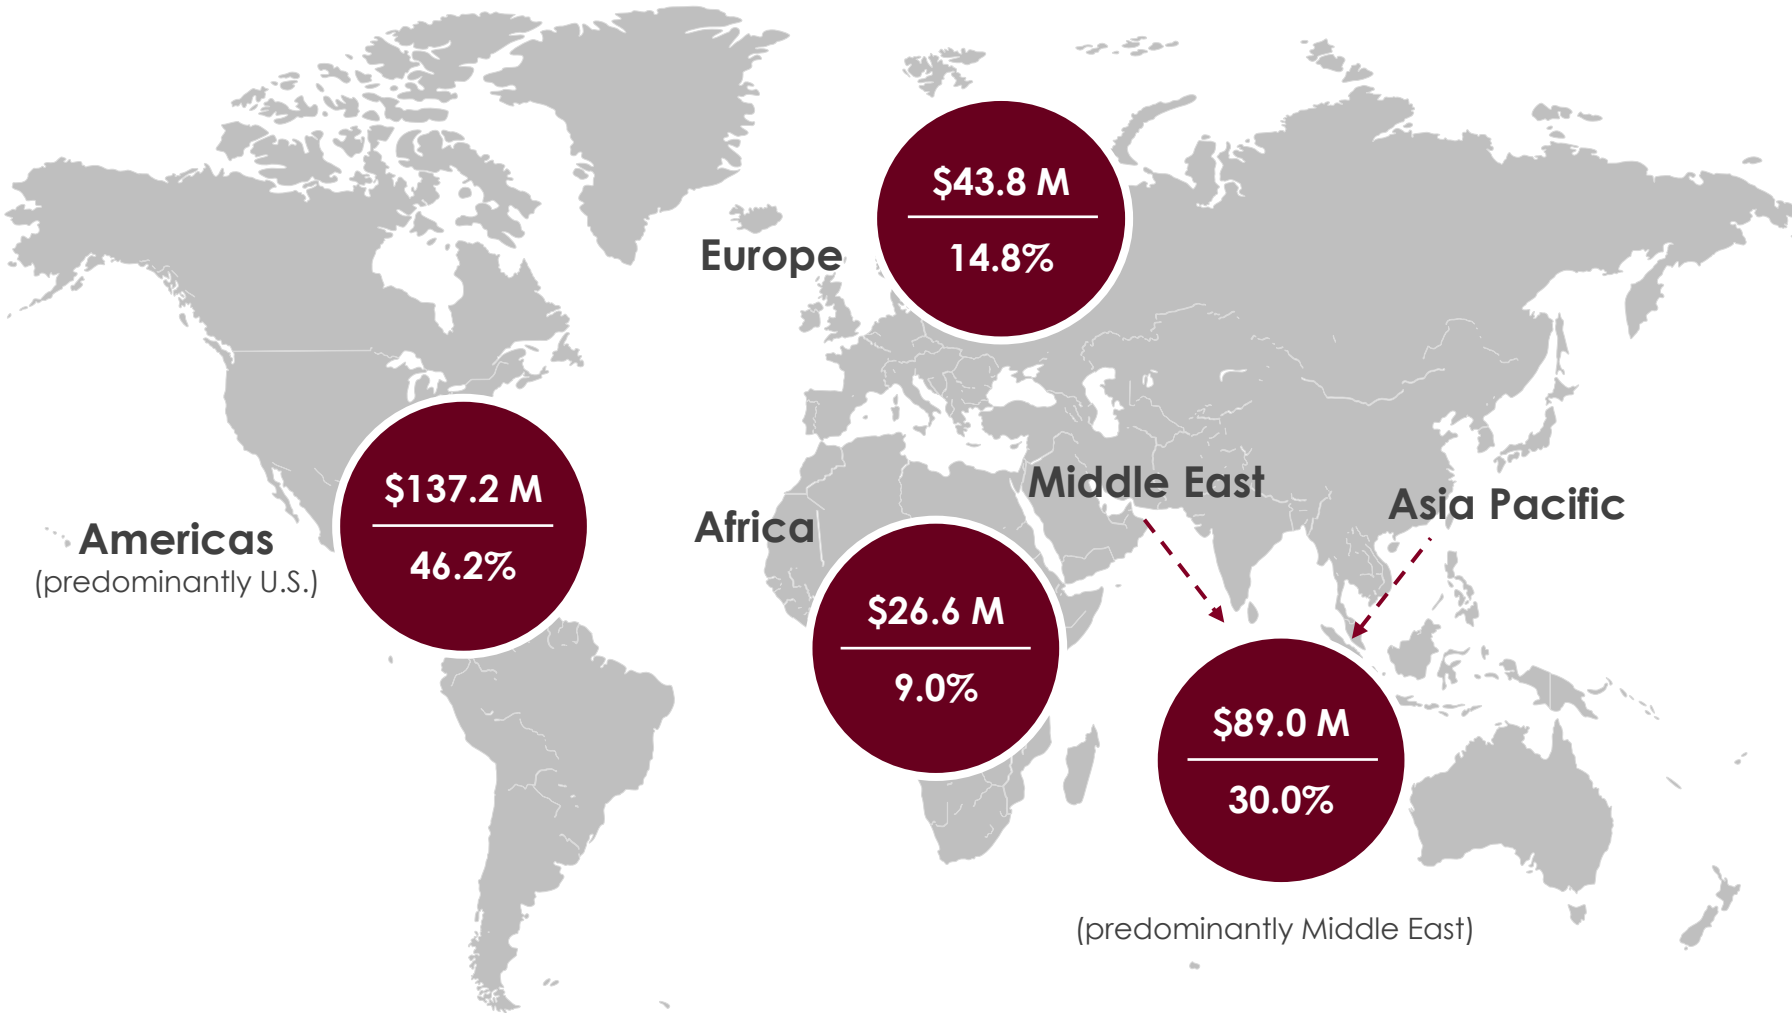 $43.8 M
14.8%
Europe
$137.2 M
46.2%
Americas
(predominantly U.S.)
Africa
$26.6 M
9.0%
Middle East
Asia Pacific
$89.0 M
30.0%
(predominantly Middle East)